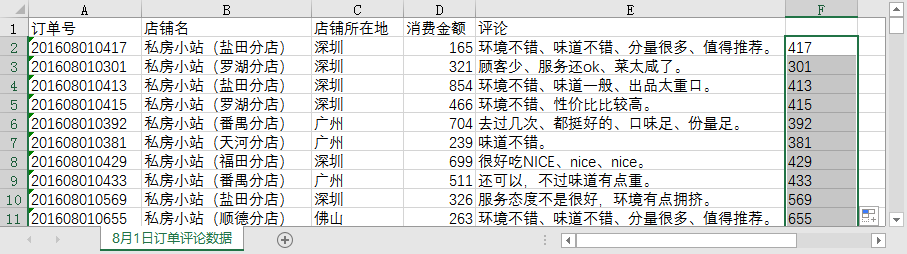 A B C D E F
1 订单号 店铺名 店铺所在地 消费金额 评论
2 201608010417 私房小站（盐田分店） 深圳 165 环境不错、味道不错、分量很多、值得推荐。 417
3 201608010301 私房小站（罗湖分店） 深圳 321 顾客少、服务还ok、菜太咸了。 301
4 201608010413 私房小站（盐田分店） 深圳 854 环境不错、味道一般、出品太重口。 413
5 201608010415 私房小站（罗湖分店） 深圳 466 环境不错、性价比比较高。 415
6 201608010392 私房小站（番禺分店） 广州 704 去过几次、都挺好的、口味足、份量足。 392
7 201608010381 私房小站（天河分店） 广州 239 味道不错。 381
8 201608010429 私房小站（福田分店） 深圳 699 很好吃NICE、nice、nice。 429
9 201608010433 私房小站（番禺分店） 广州 511 还可以，不过味道有点重。 433
10 201608010569 私房小站（盐田分店） 深圳 326 服务态度不是很好，环境有点拥挤。 569
11 201608010655 私房小站（顺德分店） 佛山 263 环境不错、味道不错、分量很多、值得推荐。 655
8月1日订单评论数据